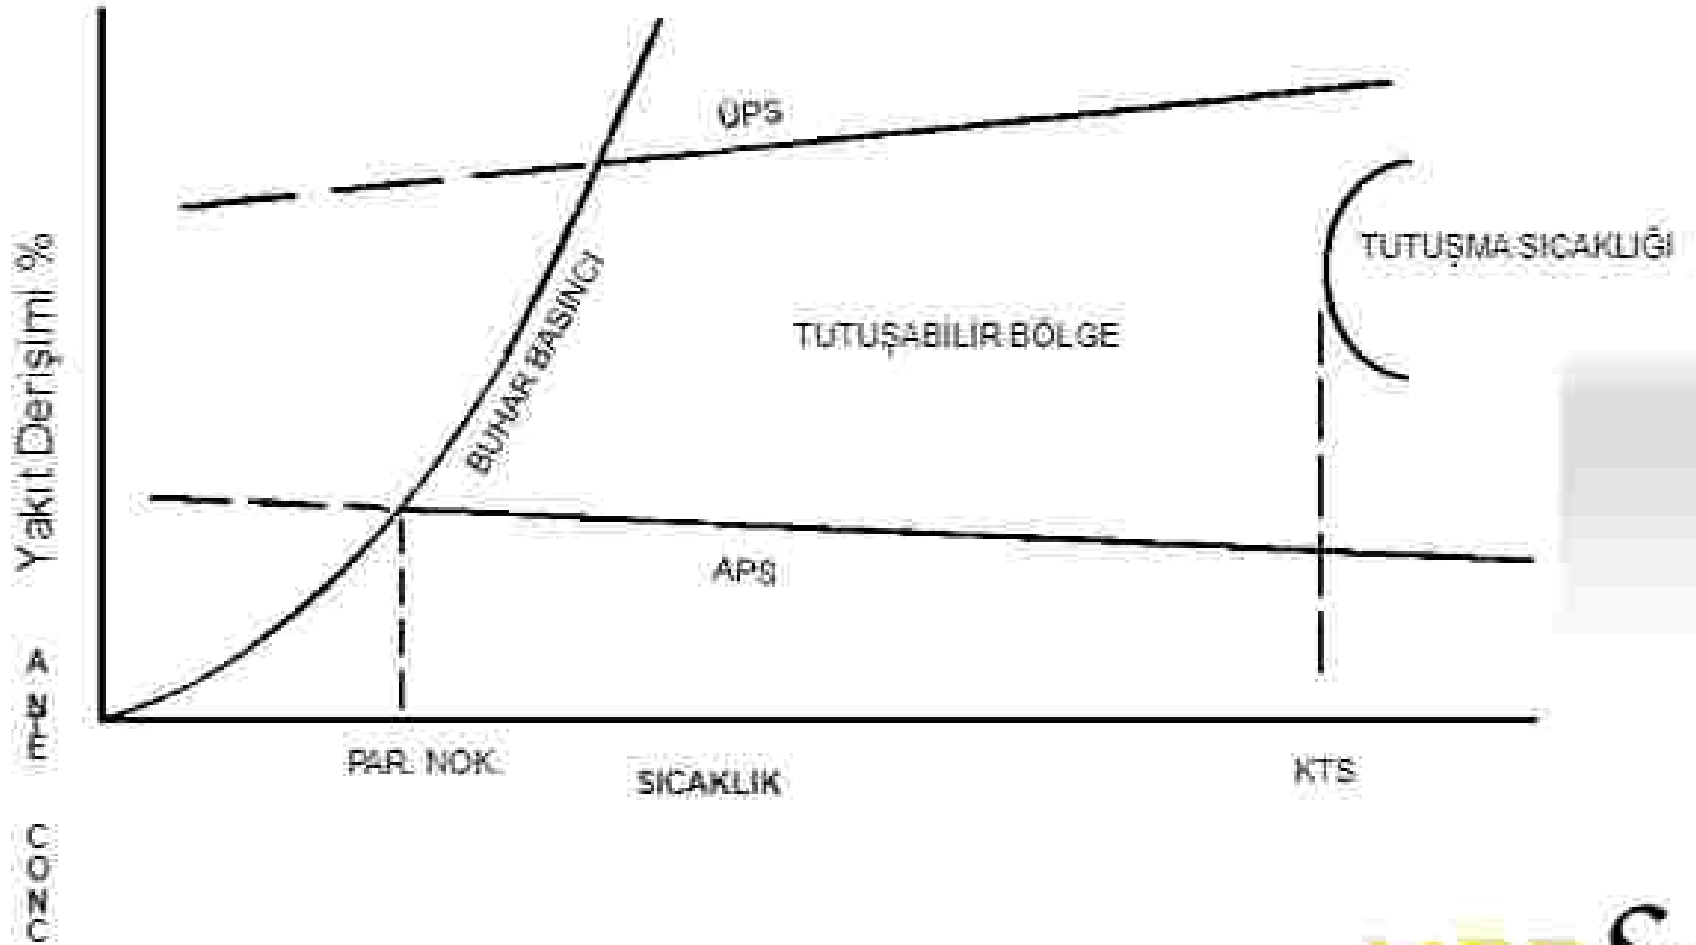 ÜPS
TUTUŞMA SICAKLIĞI
BUHAR BASINCI
TUTUŞABİLİR BÖLGE
Yakıt Derişimi %
APS
PAR. NOK.
SICAKLIK
KTS
C
O
N
C